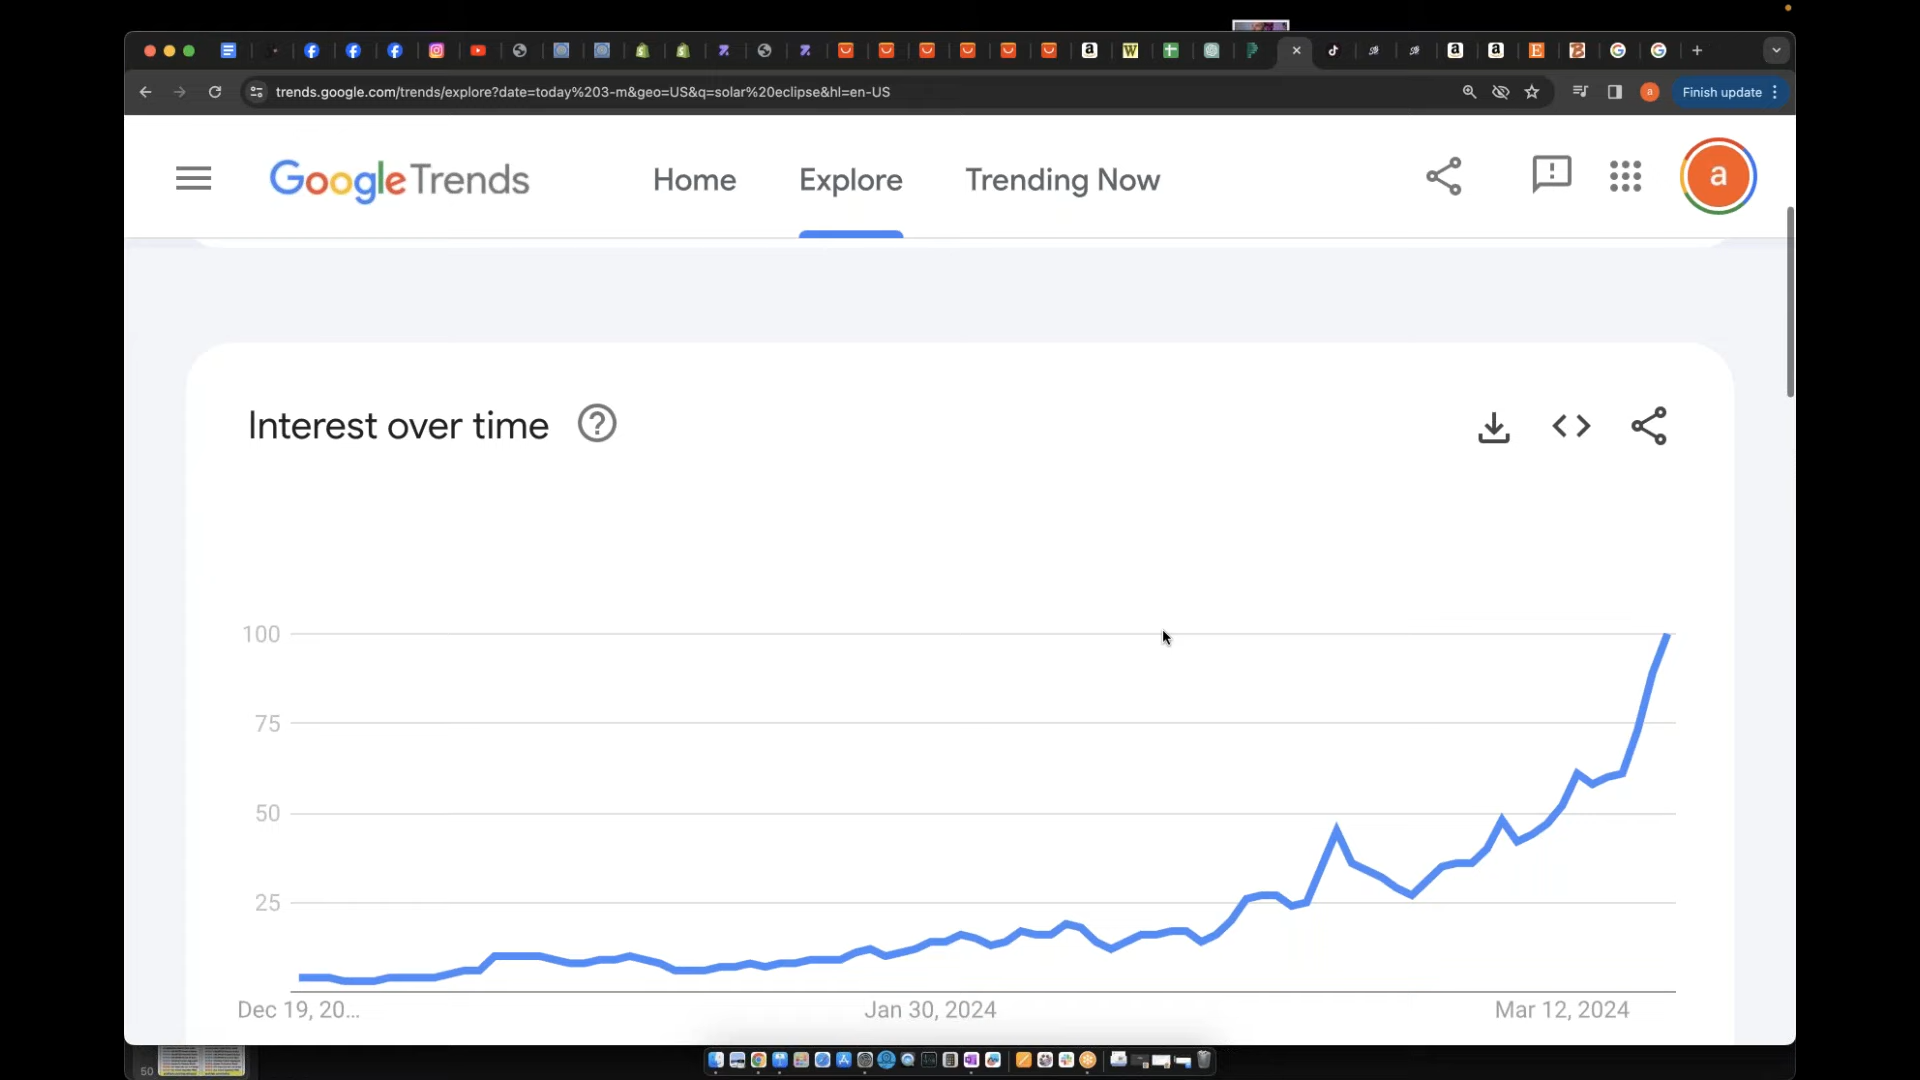 trends.google.com/trends/explore?date=today%203-m&geo=US&q=solar%20eclipse&hl=en-US
Finish update
Google Trends
Home
Explore
Trending Now
a
Interest over time
100
75
50
25
Dec 19, 20...
Jan 30, 2024
Mar 12, 2024
50